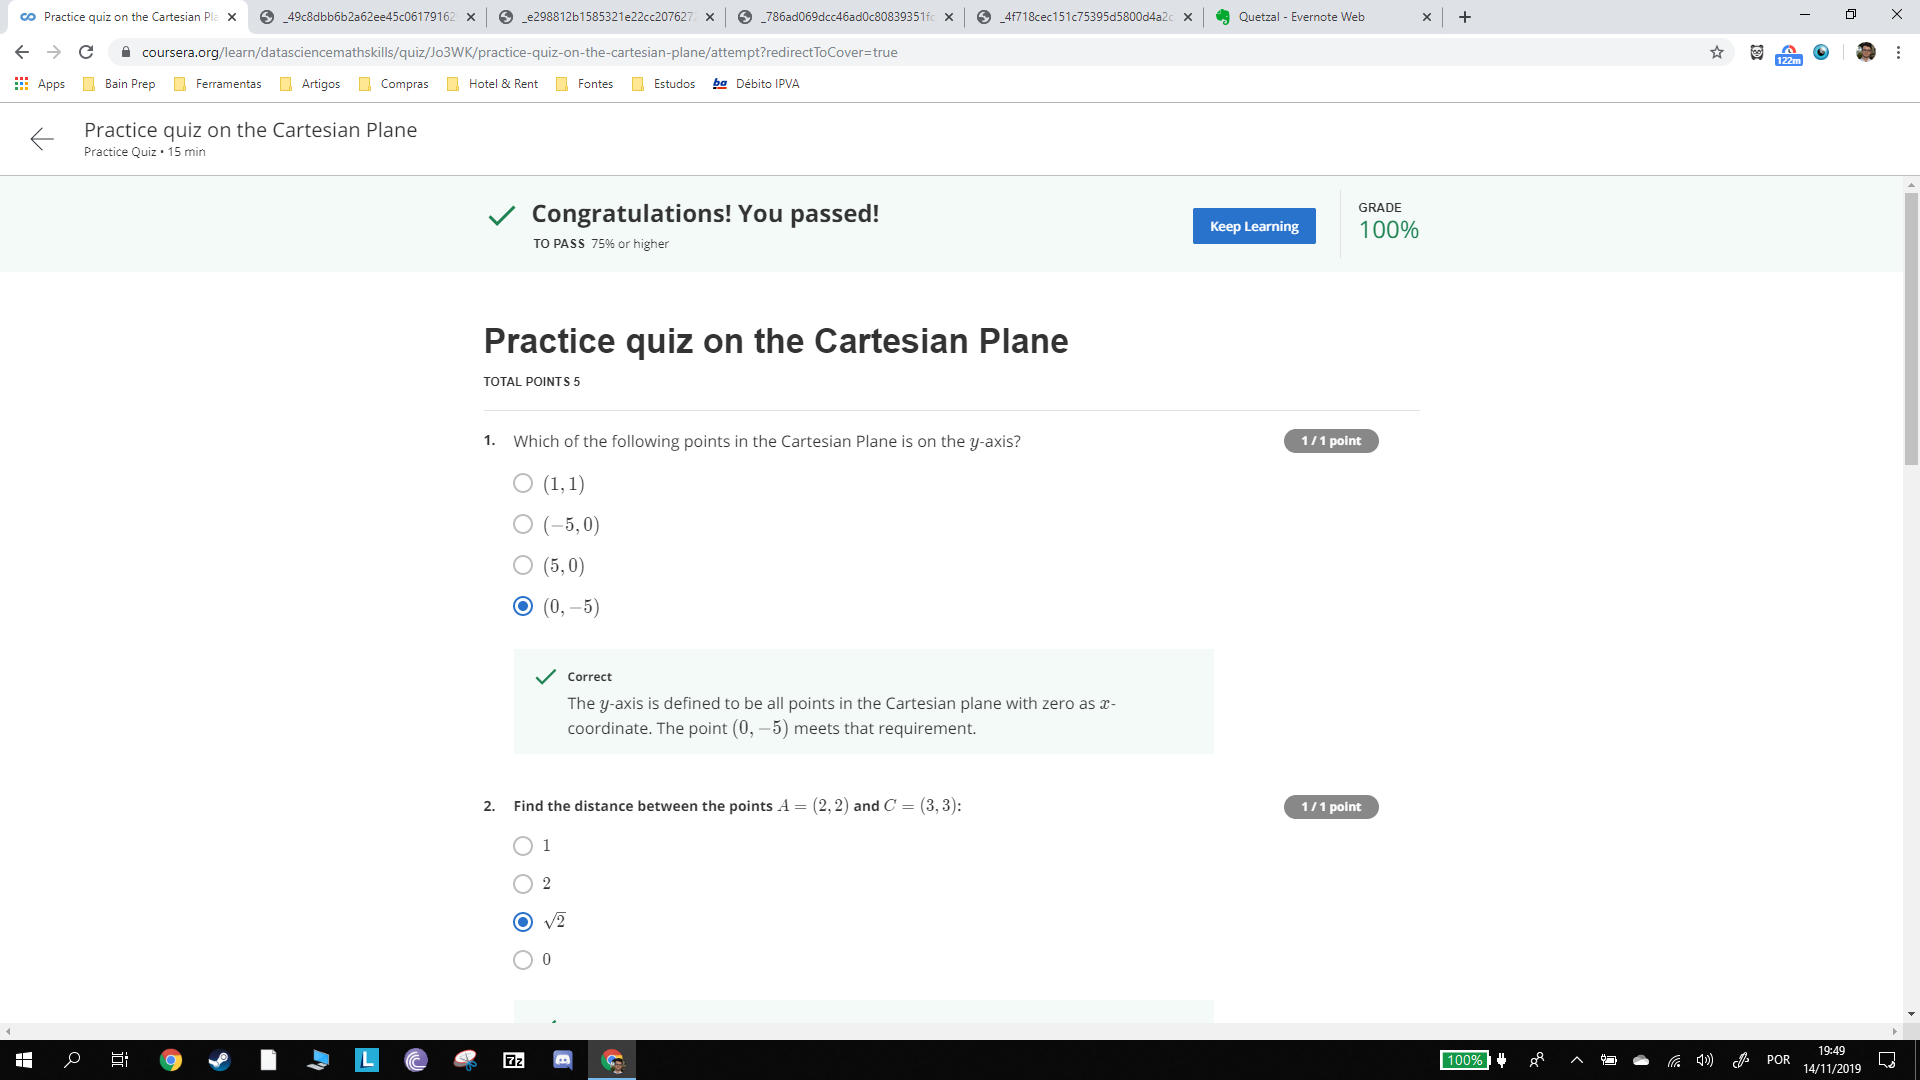 Practice quiz on the Cartesian Pla
_49c8dbb6b2a62ee45c06179162
_e298812b1585321e22cc207627
_786ad069dcc46ad0c80839351fc
_4f718cec151c75395d5800d4a2c
Quetzal - Evernote Web
coursera.org/learn/datasciencemathskills/quiz/Jo3WK/practice-quiz-on-the-cartesian-plane/attempt?redirectToCover=true
122m
Apps
Bain Prep
Ferramentas
Artigos
Compras
Hotel & Rent
Fontes
Estudos
ba Débito IPVA
Practice quiz on the Cartesian Plane
Practice Quiz • 15 min
Congratulations! You passed!
TO PASS 75% or higher
Keep Learning
GRADE
100%
Practice quiz on the Cartesian Plane
TOTAL POINTS 5
1. Which of the following points in the Cartesian Plane is on the y-axis?
1 / 1 point
(1, 1)
(−5, 0)
(5, 0)
(0, −5)
Correct
The y-axis is defined to be all points in the Cartesian plane with zero as x-
coordinate. The point (0, −5) meets that requirement.
2. Find the distance between the points A = (2, 2) and C = (3, 3):
1 / 1 point
1
2
√2
0
L
7z
100%
POR
19:49
14/11/2019